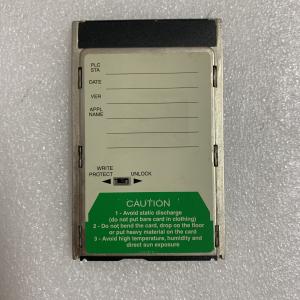 PLC
STA
DATE
VER
APPL
NAME
WRITE
PROTECT
UNLOCK
CAUTION
1 - Avoid static discharge
(do not put bare card in clothing)
2 - Do not bend the card, drop on the floor
or put heavy material on the card
3 - Avoid high temperature, humidity and
direct sun exposure